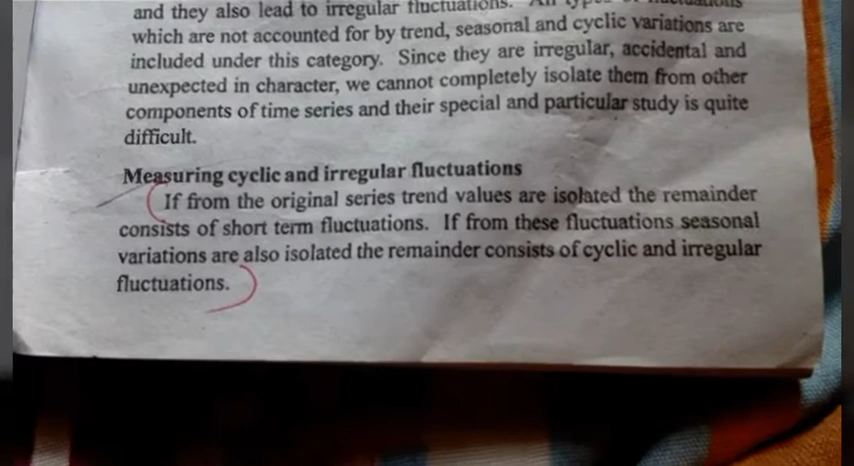 and they also lead to irregular fluctuations. All types of fluctuations
which are not accounted for by trend, seasonal and cyclic variations are
included under this category. Since they are irregular, accidental and
unexpected in character, we cannot completely isolate them from other
components of time series and their special and particular study is quite
difficult.
Measuring cyclic and irregular fluctuations
If from the original series trend values are isolated the remainder
consists of short term fluctuations. If from these fluctuations seasonal
variations are also isolated the remainder consists of cyclic and irregular
fluctuations.